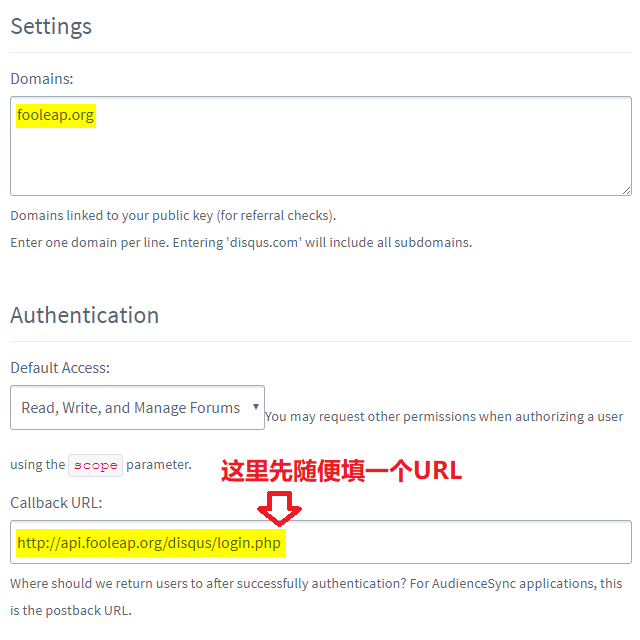 Settings
Domains:
fooleap.org
Domains linked to your public key (for referral checks).
Enter one domain per line. Entering 'disqus.com' will include all subdomains.
Authentication
Default Access:
Read, Write, and Manage Forums
You may request other permissions when authorizing a user
using the scope parameter.
这里先随便填一个URL
Callback URL:
http://api.fooleap.org/disqus/login.php
Where should we return users to after successfully authentication? For AudienceSync applications, this
is the postback URL.